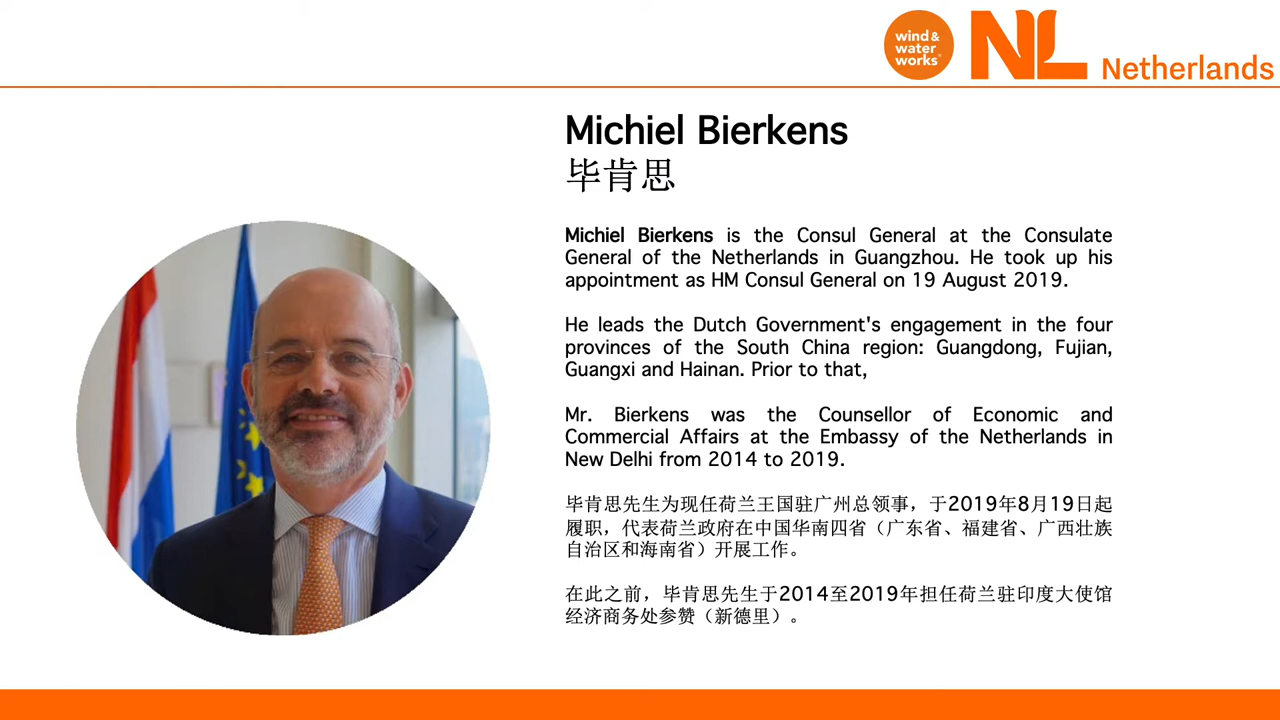 wind &
water
works
NL Netherlands
Michiel Bierkens
毕肯思
Michiel Bierkens is the Consul General at the Consulate
General of the Netherlands in Guangzhou. He took up his
appointment as HM Consul General on 19 August 2019.
He leads the Dutch Government's engagement in the four
provinces of the South China region: Guangdong, Fujian,
Guangxi and Hainan. Prior to that,
Mr. Bierkens was the Counsellor of Economic and
Commercial Affairs at the Embassy of the Netherlands in
New Delhi from 2014 to 2019.
毕肯思先生为现任荷兰王国驻广州总领事，于2019年8月19日起
履职，代表荷兰政府在中国华南四省（广东省、福建省、广西壮族
自治区和海南省）开展工作。
在此之前，毕肯思先生于2014至2019年担任荷兰驻印度大使馆
经济商务处参赞（新德里）。